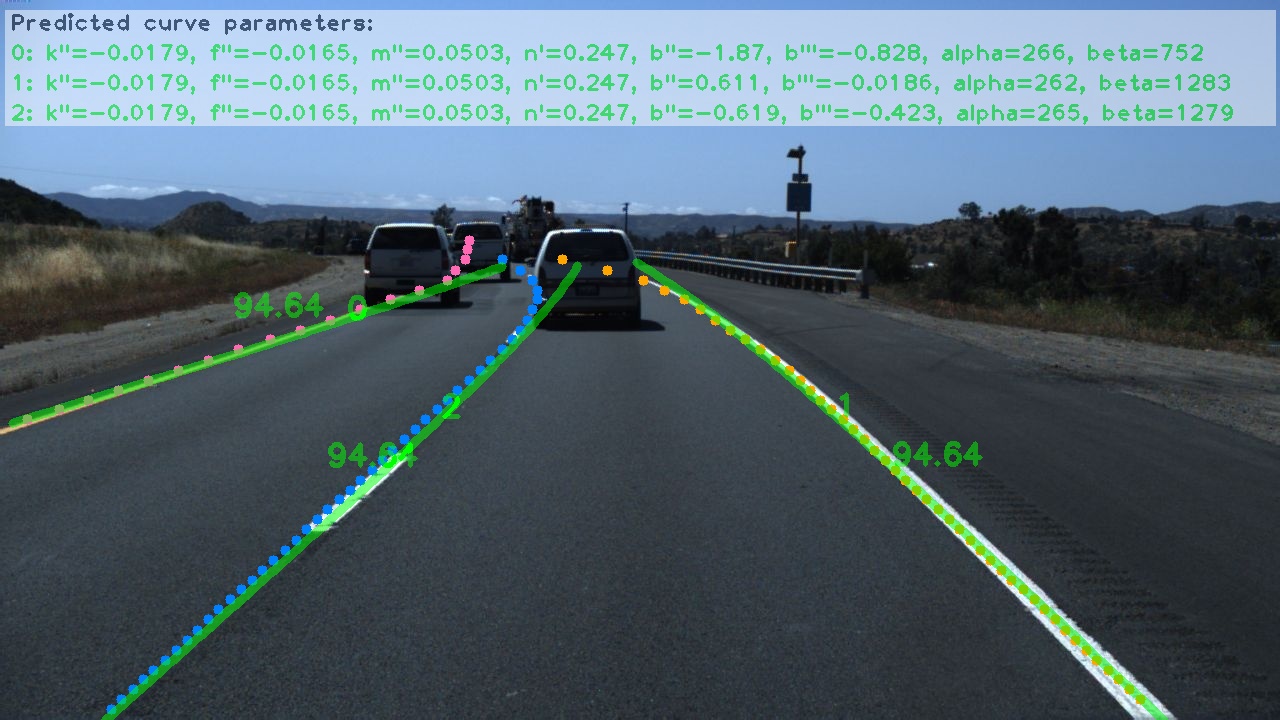 Predicted curve parameters:
0: k''=-0.0179, f''=-0.0165, m''=0.0503, n'=0.247, b''=-1.87, b'''=-0.828, alpha=266, beta=752
1: k''=-0.0179, f''=-0.0165, m''=0.0503, n'=0.247, b''=0.611, b'''=-0.0186, alpha=262, beta=1283
2: k''=-0.0179, f''=-0.0165, m''=0.0503, n'=0.247, b''=-0.619, b'''=-0.423, alpha=265, beta=1279
94.64 0
2 1
94.64 94.64